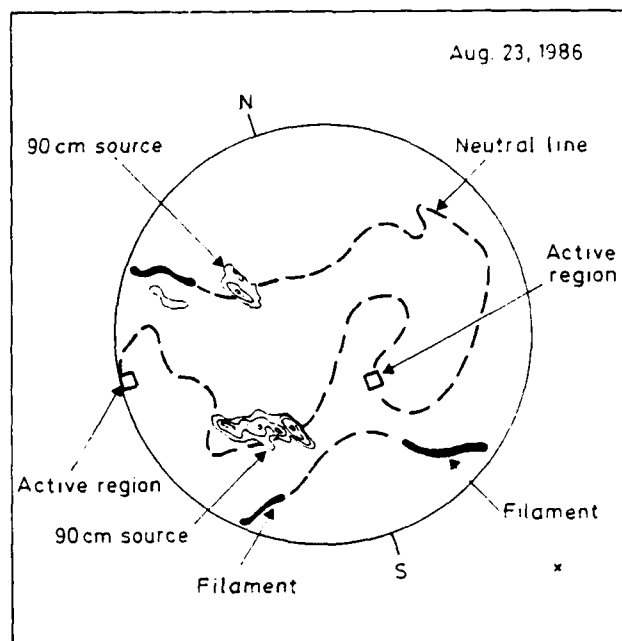 Aug. 23, 1986
N
90 cm source
Neutral line
Active
region
Active region
90 cm source
Filament
Filament
S
x